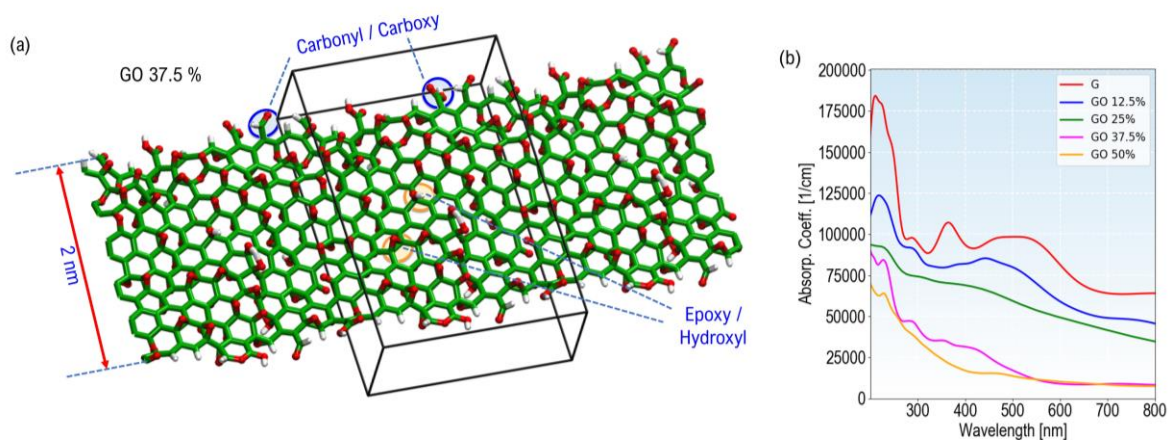 (a)
GO 37.5 %
Carbonyl / Carboxy
2 nm
Epoxy /
Hydroxyl
(b)
Absorp. Coeff. [1/cm]
200000
175000
150000
125000
100000
75000
50000
25000
0
G
GO 12.5%
GO 25%
GO 37.5%
GO 50%
300 400 500 600 700 800
Wavelength [nm]